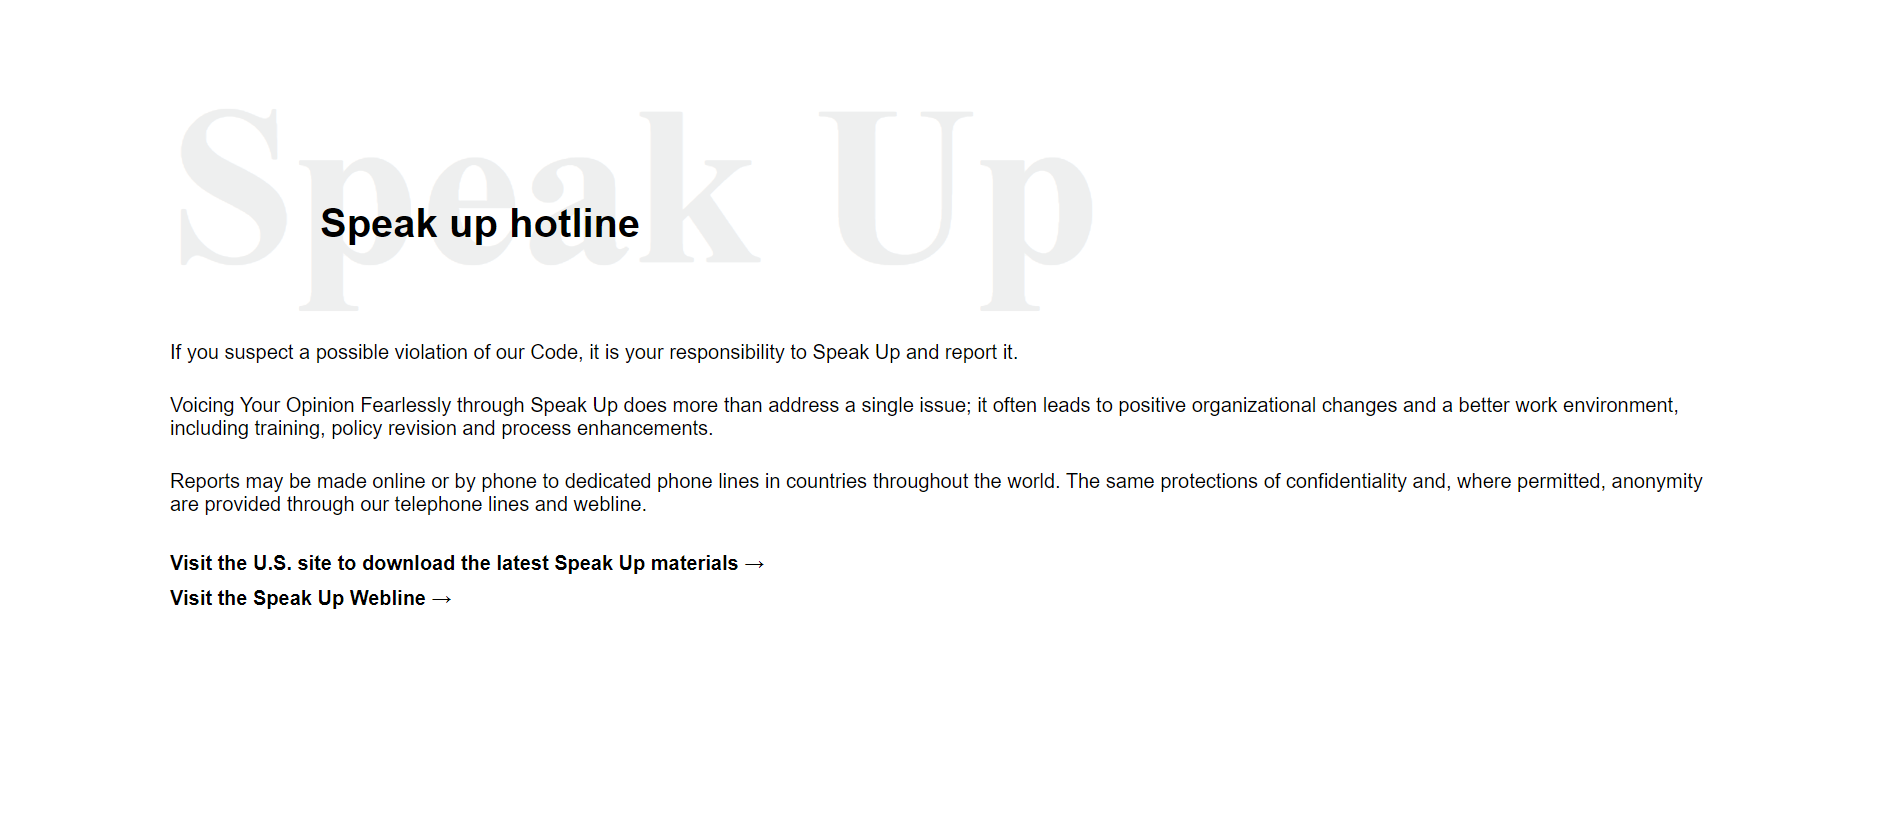 Speak Up
Speak up hotline
If you suspect a possible violation of our Code, it is your responsibility to Speak Up and report it.
Voicing Your Opinion Fearlessly through Speak Up does more than address a single issue; it often leads to positive organizational changes and a better work environment,
including training, policy revision and process enhancements.
Reports may be made online or by phone to dedicated phone lines in countries throughout the world. The same protections of confidentiality and, where permitted, anonymity
are provided through our telephone lines and webline.
Visit the U.S. site to download the latest Speak Up materials →
Visit the Speak Up Webline →